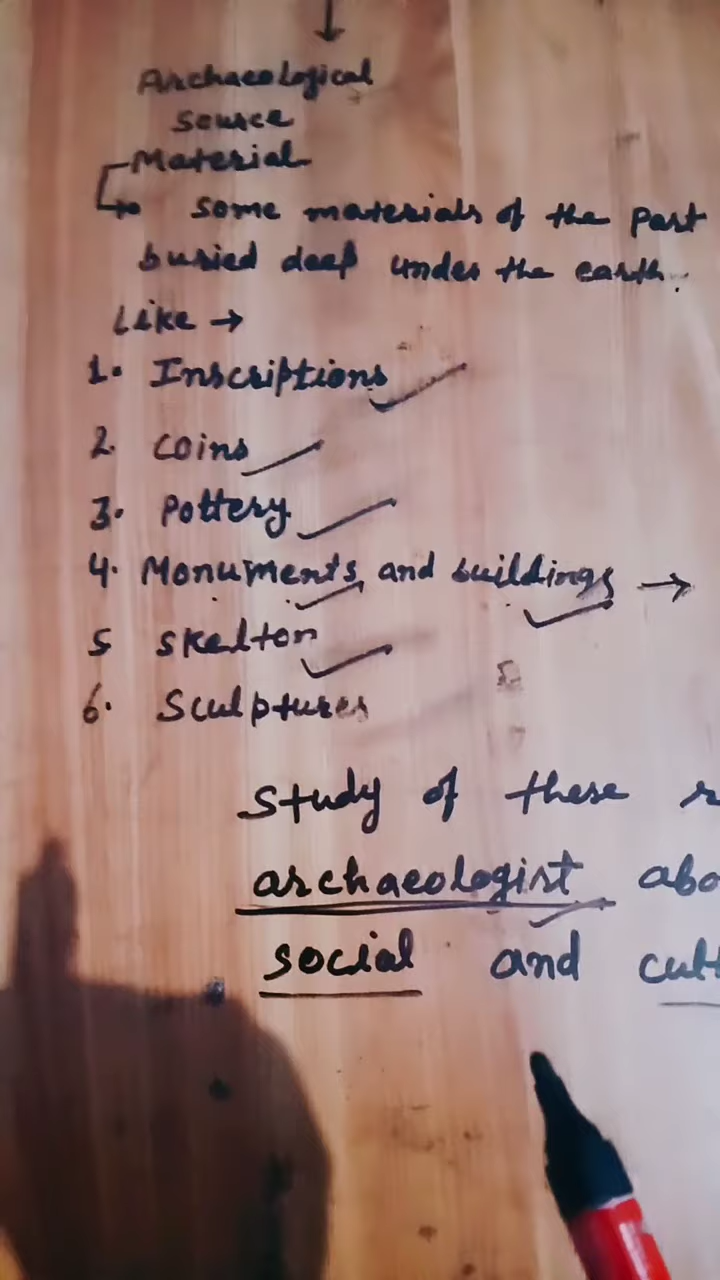 Archaeological
source
Material
→ some materials of the past
buried deep under the earth.
Like →
1. Inscriptions
2. coins
3. Pottery
4. Monuments and buildings →
5 skelton
6. Sculptures
Study of these
archaeologist
social and